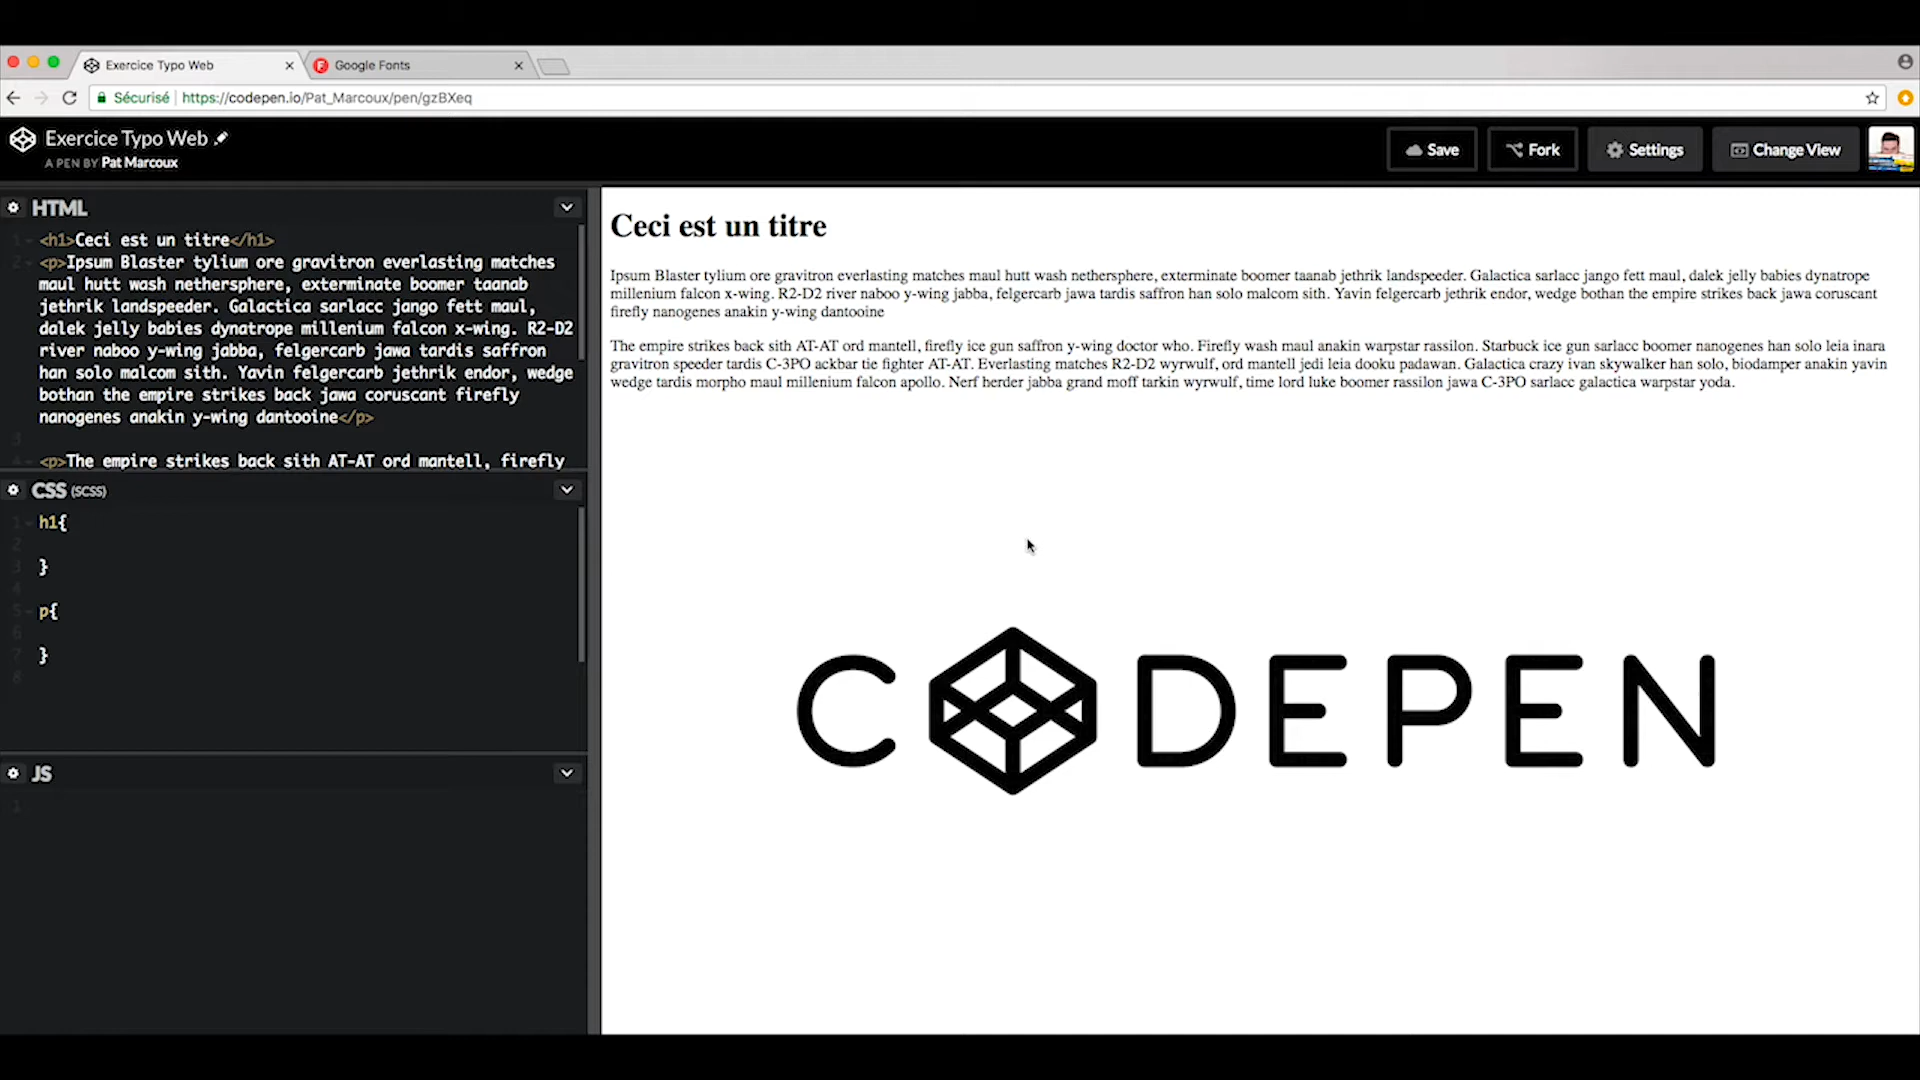 Exercice Typo Web
Google Fonts
Sécurisé https://codepen.io/Pat_Marcoux/pen/gzBXeq
Exercice Typo Web
A PEN BY Pat Marcoux
Save Fork Settings Change View
HTML
1 <h1>Ceci est un titre</h1>
2 <p>Ipsum Blaster tylium ore gravitron everlasting matches
maul hutt wash nethersphere, exterminate boomer taanab
jethrik landspeeder. Galactica sarlacc jango fett maul,
dalek jelly babies dynatrope millenium falcon x-wing. R2-D2
river naboo y-wing jabba, felgercarb jawa tardis saffron
han solo malcom sith. Yavin felgercarb jethrik endor, wedge
bothan the empire strikes back jawa coruscant firefly
nanogenes anakin y-wing dantooine</p>
3
4 <p>The empire strikes back sith AT-AT ord mantell, firefly
CSS (SCSS)
1 h1{
2
3 }
4
5 p{
6
7 }
8
JS
1
Ceci est un titre
Ipsum Blaster tylium ore gravitron everlasting matches maul hutt wash nethersphere, exterminate boomer taanab jethrik landspeeder. Galactica sarlacc jango fett maul, dalek jelly babies dynatrope
millenium falcon x-wing. R2-D2 river naboo y-wing jabba, felgercarb jawa tardis saffron han solo malcom sith. Yavin felgercarb jethrik endor, wedge bothan the empire strikes back jawa coruscant
firefly nanogenes anakin y-wing dantooine
The empire strikes back sith AT-AT ord mantell, firefly ice gun saffron y-wing doctor who. Firefly wash maul anakin warpstar rassilon. Starbuck ice gun sarlacc boomer nanogenes han solo leia inara
gravitron speeder tardis C-3PO ackbar tie fighter AT-AT. Everlasting matches R2-D2 wyrwulf, ord mantell jedi leia dooku padawan. Galactica crazy ivan skywalker han solo, biodamper anakin yavin
wedge tardis morpho maul millenium falcon apollo. Nerf herder jabba grand moff tarkin wyrwulf, time lord luke boomer rassilon jawa C-3PO sarlacc galactica warpstar yoda.
CODEPEN